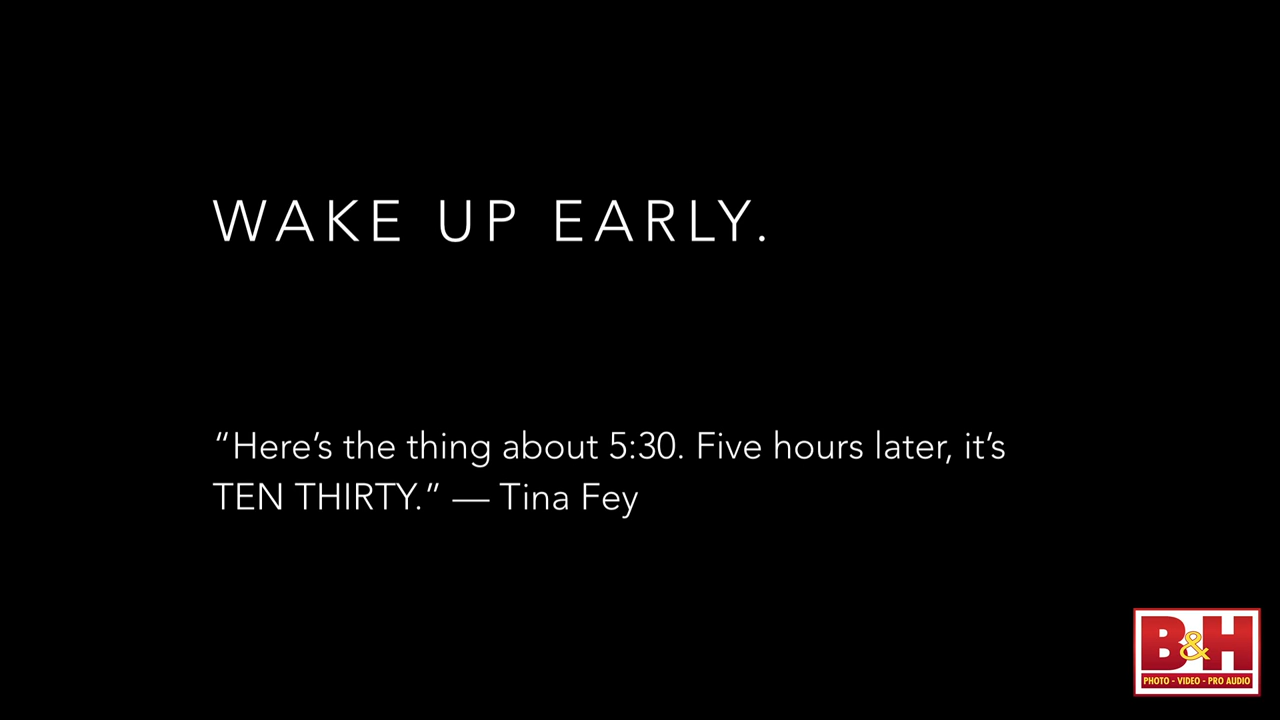 WAKE UP EARLY.
“Here’s the thing about 5:30. Five hours later, it’s
TEN THIRTY.” — Tina Fey
B&H
PHOTO - VIDEO - PRO AUDIO